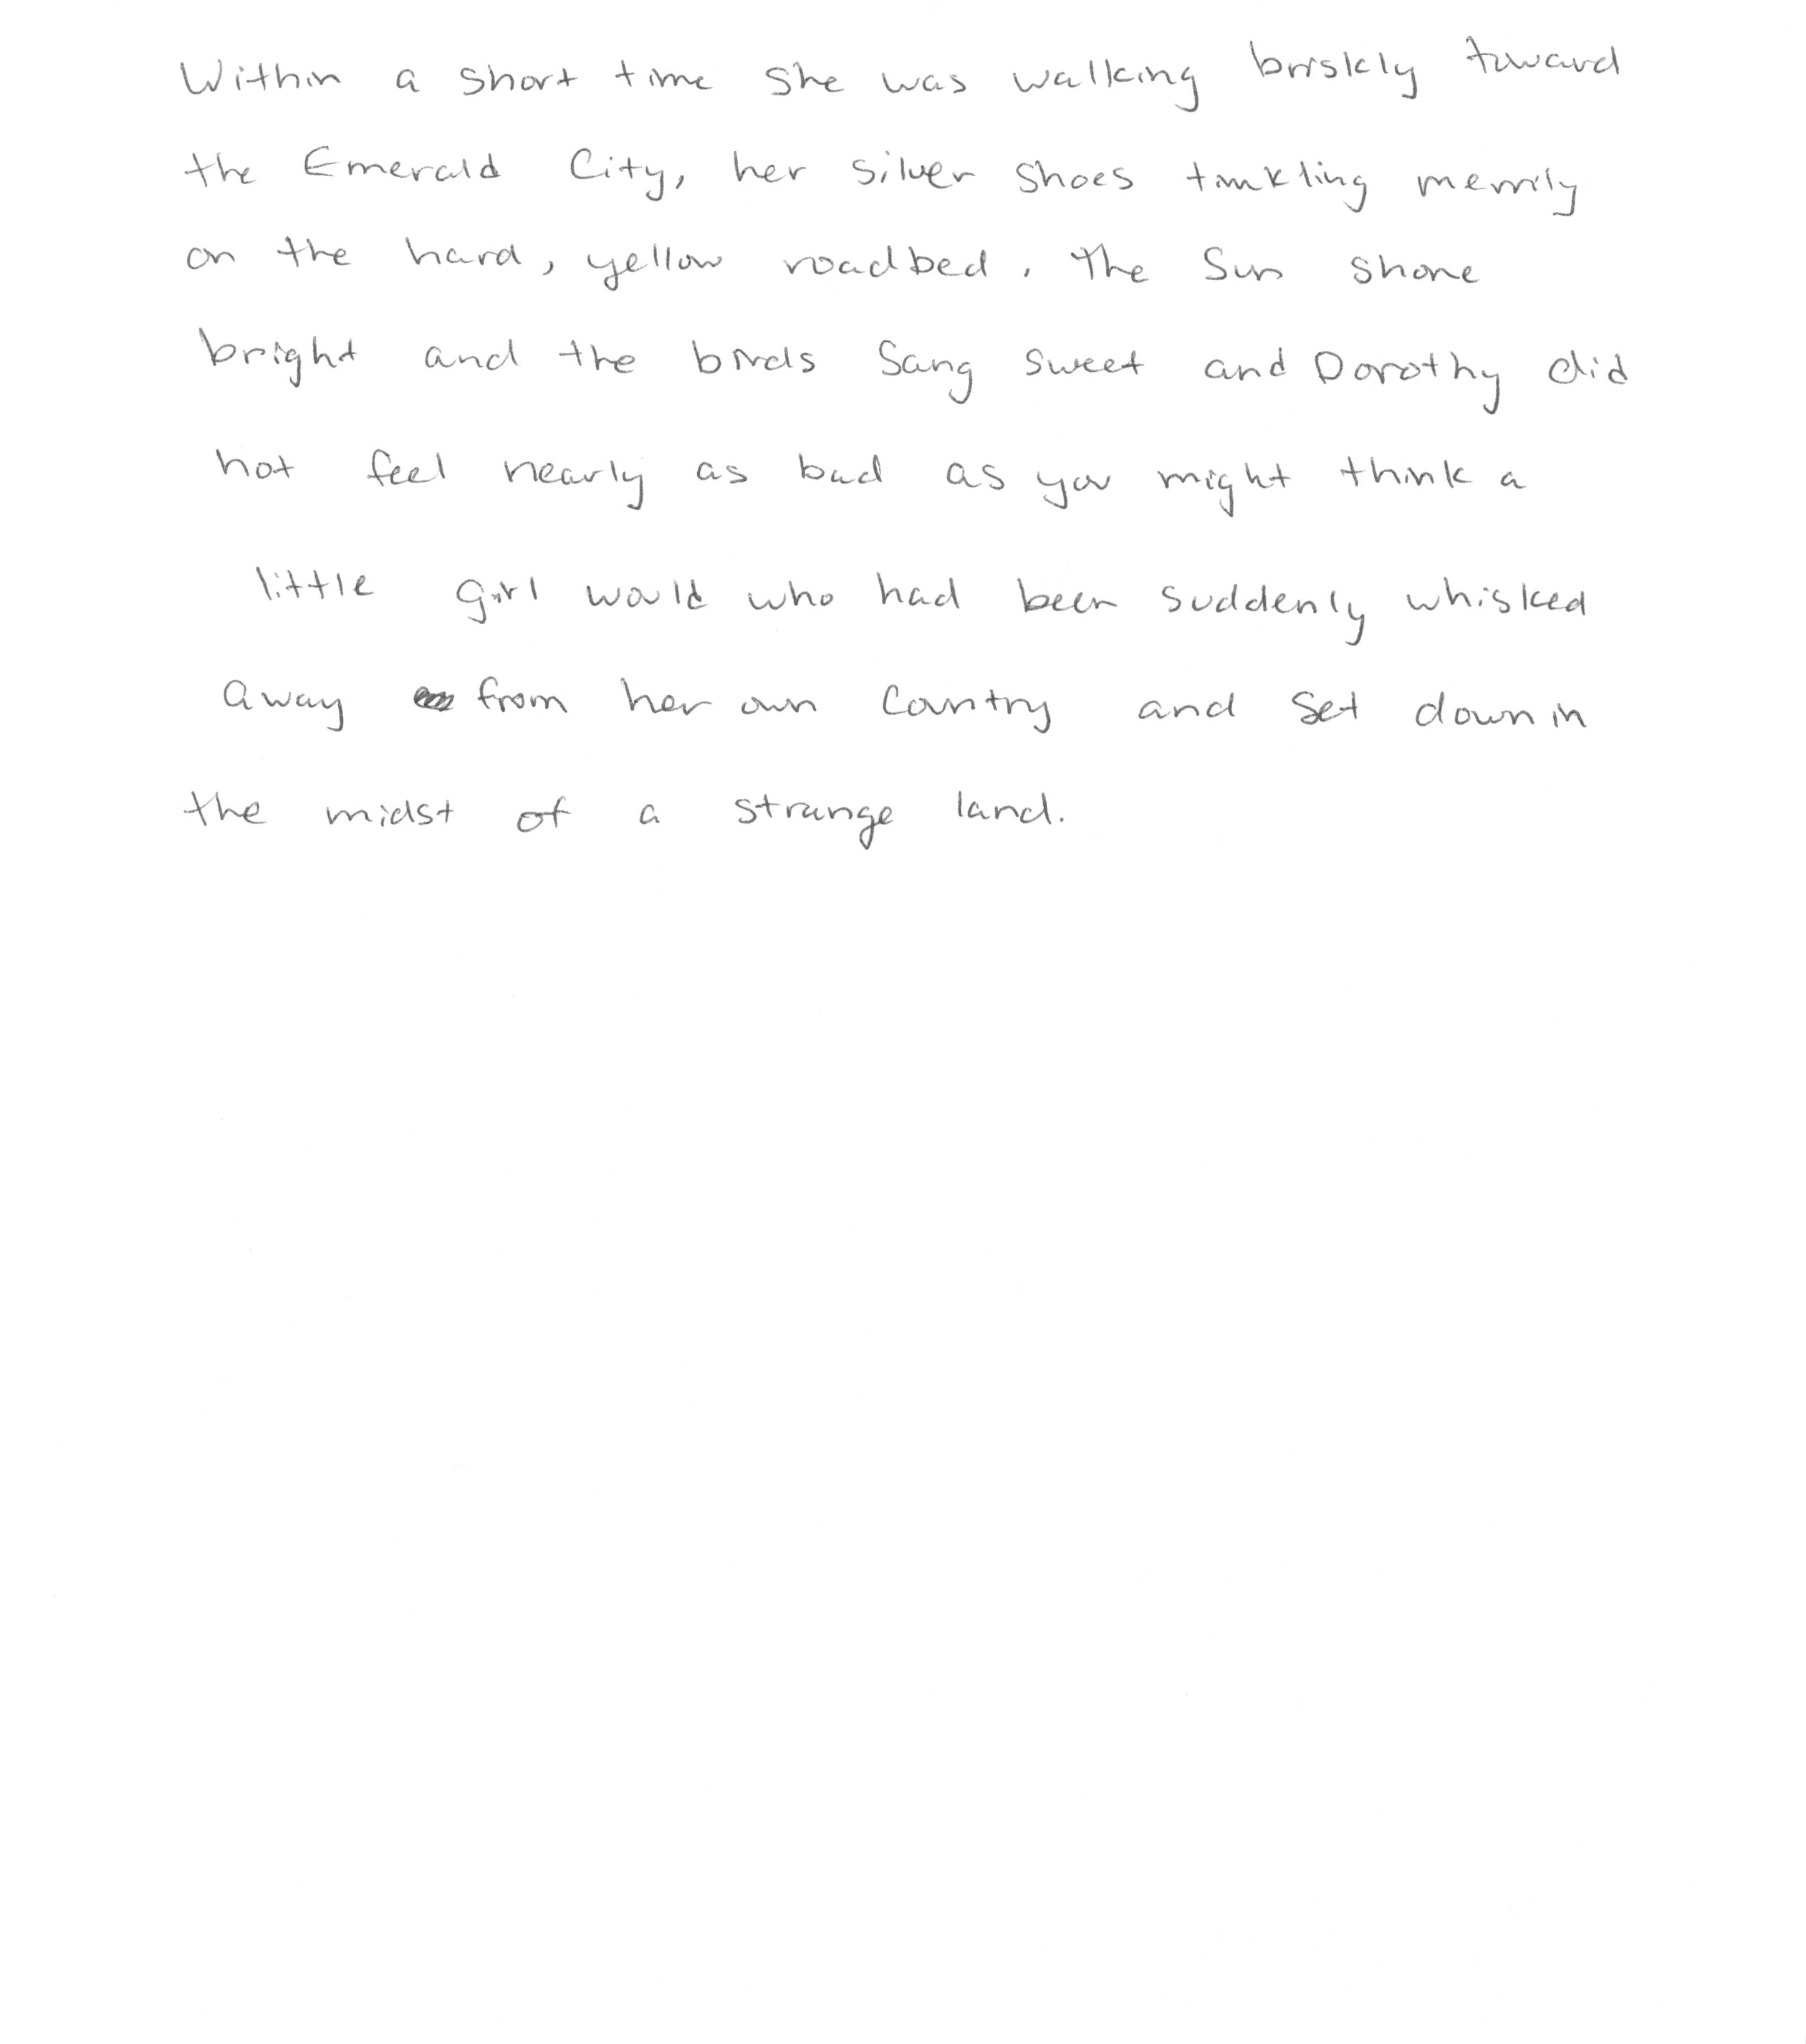 Within a short time she was walking briskly toward
the Emerald City, her silver shoes tinkling merrily
on the hard, yellow roadbed. The sun shone
bright and the birds sang sweet and Dorothy did
not feel nearly as bad as you might think a
little girl would who had been suddenly whisked
away from her own country and set down in
the midst of a strange land.